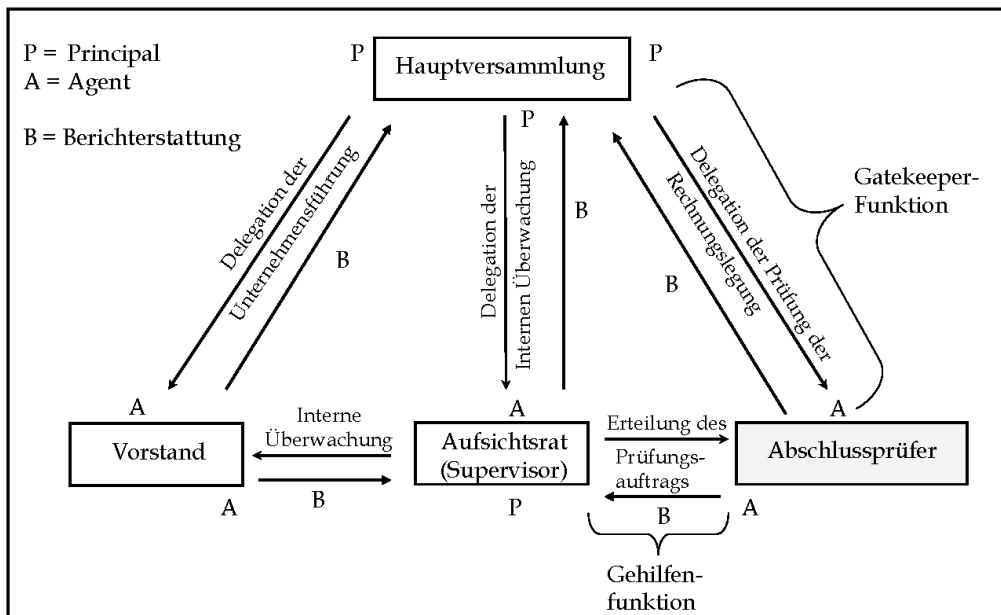 P = Principal
A = Agent
B = Berichterstattung
P
Hauptversammlung
P
P
Delegation der
Unternehmensführung
B
Delegation der
Internen Überwachung
B
Delegation der Prüfung der
Rechnungslegung
B
Gatekeeper-
Funktion
A
Vorstand
A
Interne
Überwachung
B
A
Aufsichtsrat
(Supervisor)
P
Erteilung des
Prüfungs-
auftrags
B
A
Abschlussprüfer
A
Gehilfen-
funktion